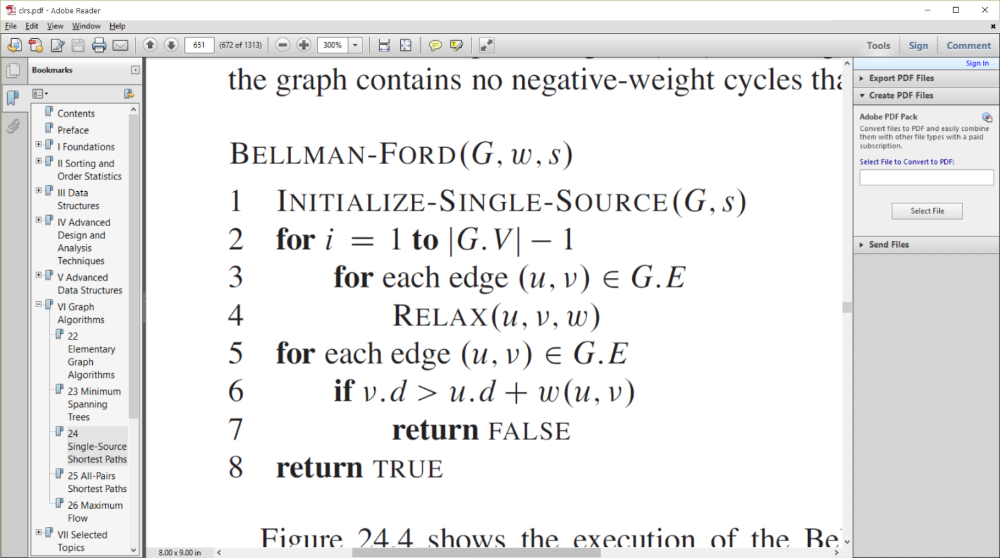 clrs.pdf - Adobe Reader
File Edit View Window Help
651 (672 of 1313) 300% Tools Sign Comment
Bookmarks
Contents
Preface
I Foundations
II Sorting and
Order Statistics
III Data
Structures
IV Advanced
Design and
Analysis
Techniques
V Advanced
Data Structures
VI Graph
Algorithms
22
Elementary
Graph
Algorithms
23 Minimum
Spanning
Trees
24
Single-Source
Shortest Paths
25 All-Pairs
Shortest Paths
26 Maximum
Flow
VII Selected
Topics
the graph contains no negative-weight cycles tha
BELLMAN-FORD(G, w, s)
1 INITIALIZE-SINGLE-SOURCE(G, s)
2 for i = 1 to |G.V| − 1
3 for each edge (u, v) ∈ G.E
4 RELAX(u, v, w)
5 for each edge (u, v) ∈ G.E
6 if v.d > u.d + w(u, v)
7 return FALSE
8 return TRUE
Figure 24.4 shows the execution of the Be
8.00 x 9.00 in
Sign In
Export PDF Files
Create PDF Files
Adobe PDF Pack
Convert files to PDF and easily combine
them with other file types with a paid
subscription.
Select File to Convert to PDF:
Select File
Send Files